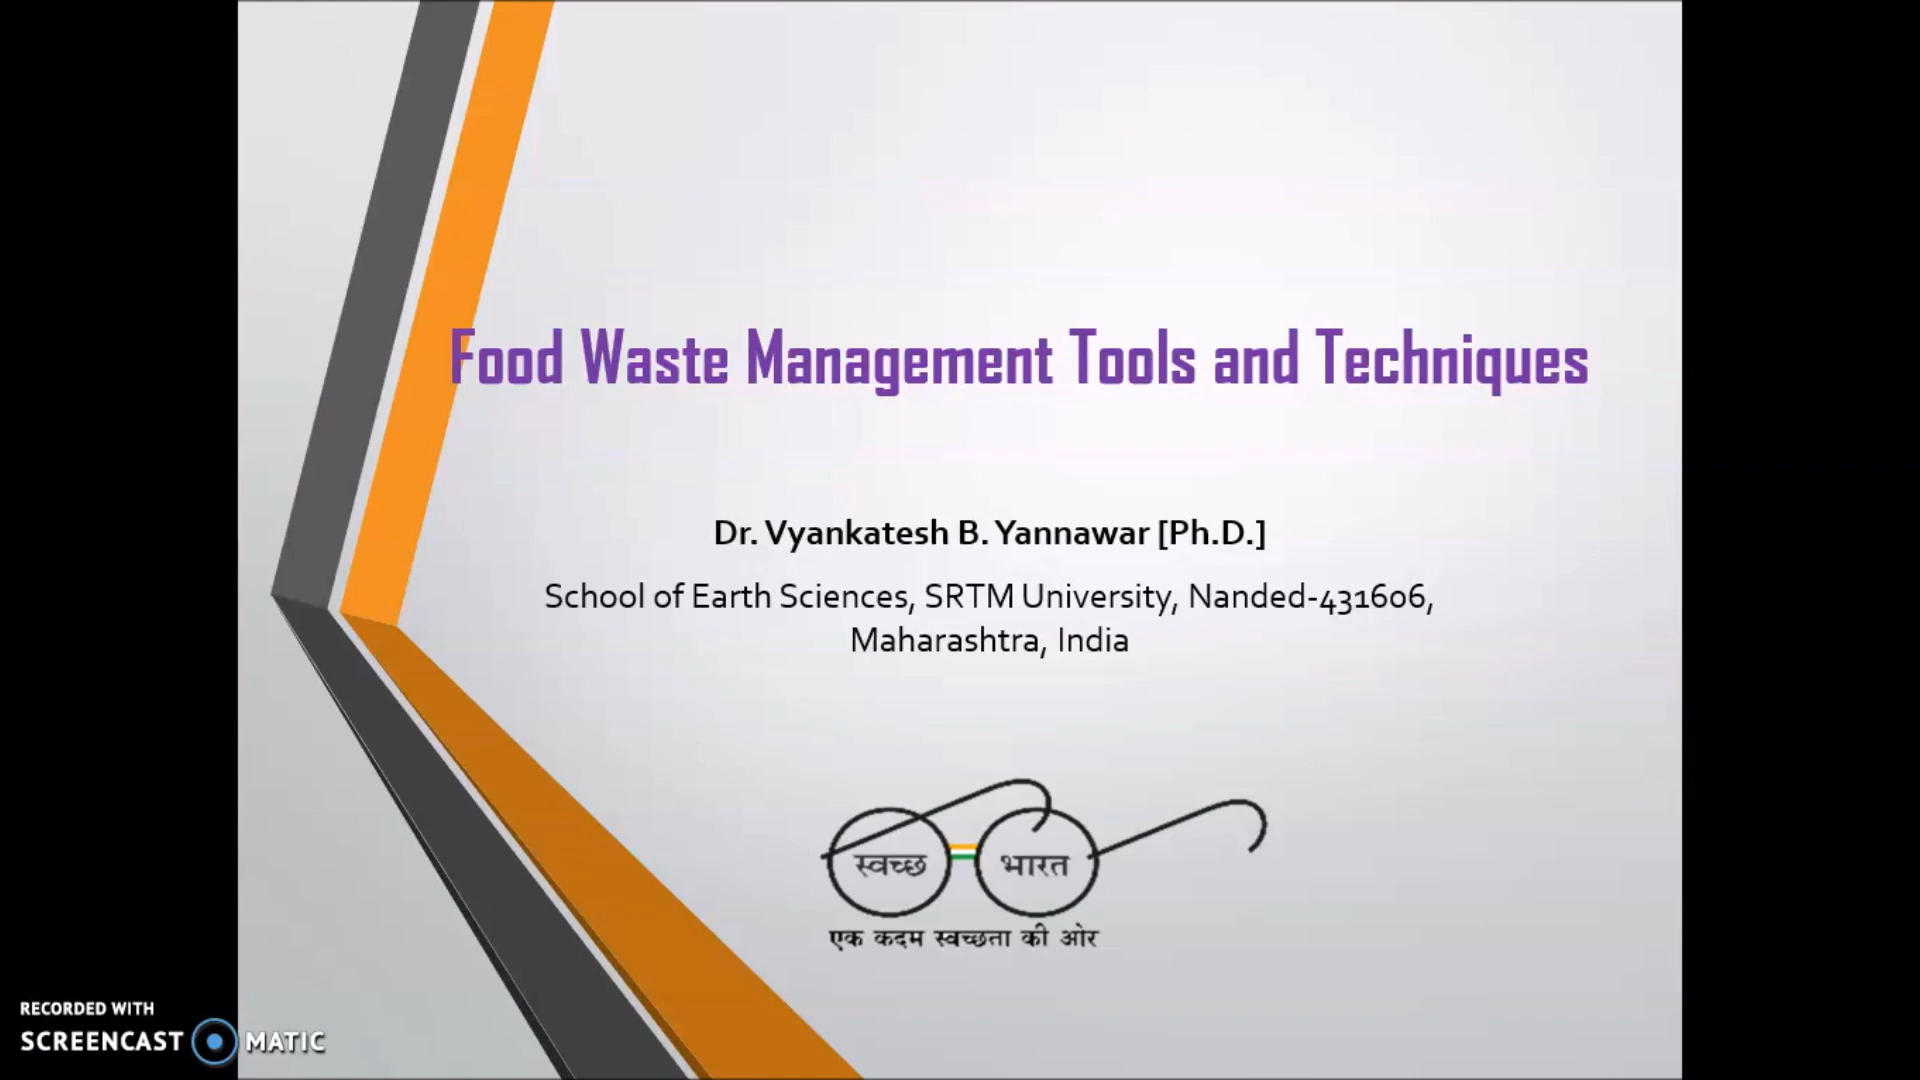 Food Waste Management Tools and Techniques
Dr. Vyankatesh B. Yannawar [Ph.D.]
School of Earth Sciences, SRTM University, Nanded-431606,
Maharashtra, India
स्वच्छ भारत
एक कदम स्वच्छता की ओर
RECORDED WITH
SCREENCAST MATIC